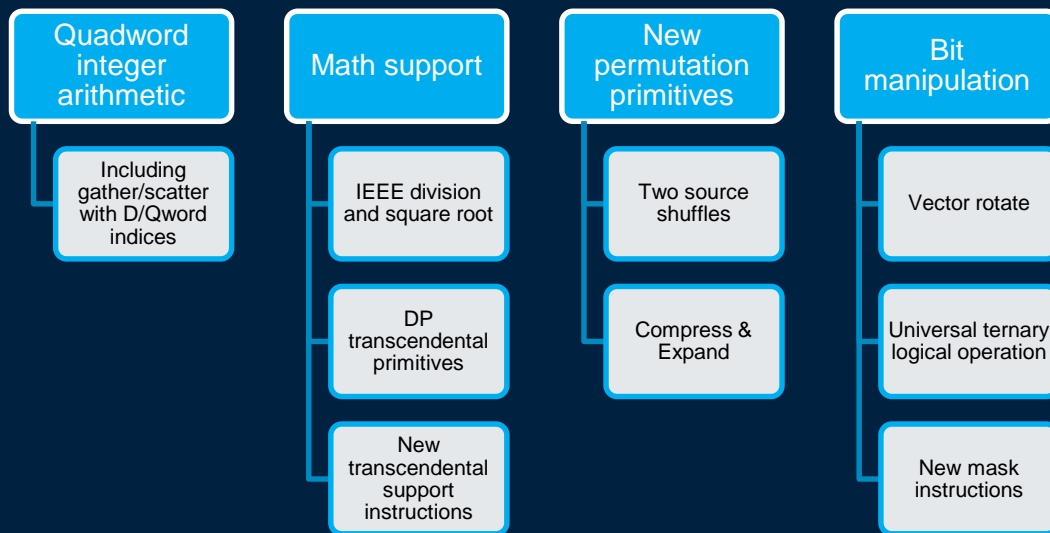 Quadword
integer
arithmetic
Including
gather/scatter
with D/Qword
indices
Math support
IEEE division
and square root
DP
transcendental
primitives
New
transcendental
support
instructions
New
permutation
primitives
Two source
shuffles
Compress &
Expand
Bit
manipulation
Vector rotate
Universal ternary
logical operation
New mask
instructions